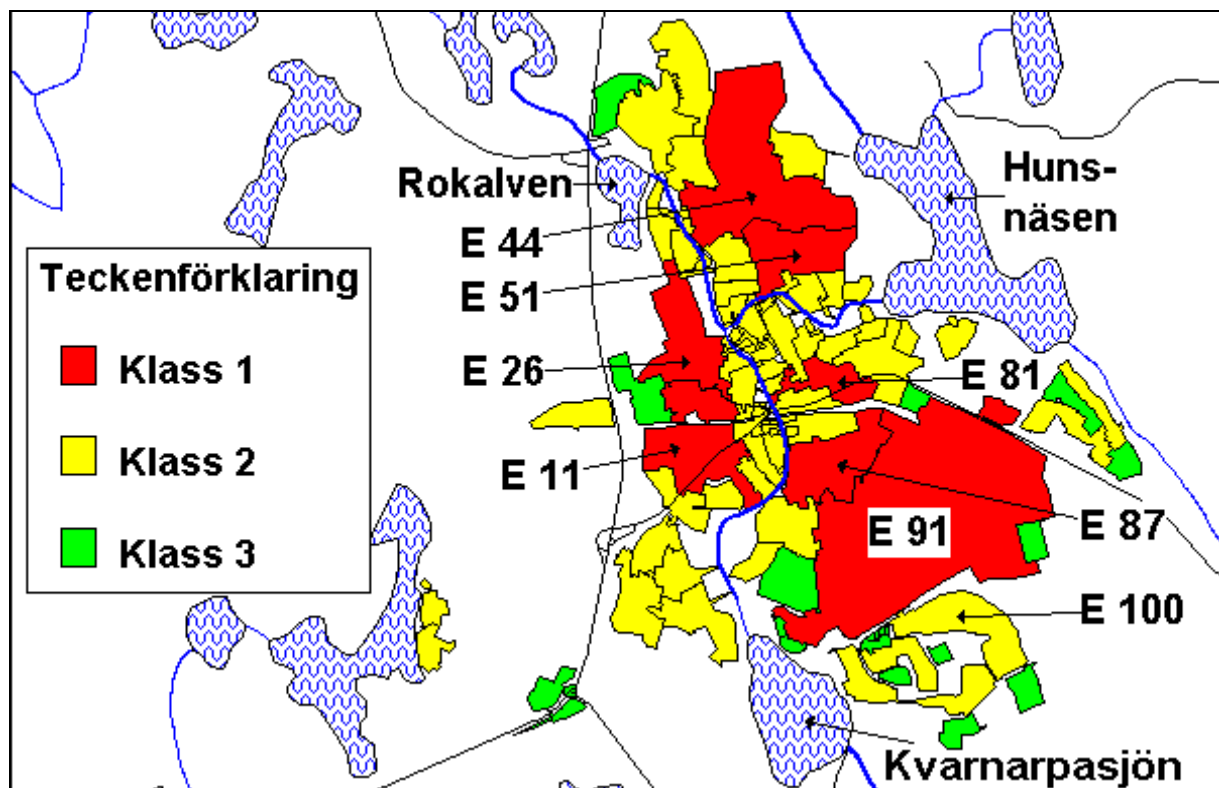 Rokalven
Huns-
näsen
E 44
E 51
Teckenförklaring
Klass 1
Klass 2
Klass 3
E 26
E 81
E 11
E 91
E 87
E 100
Kvarnarpasjön